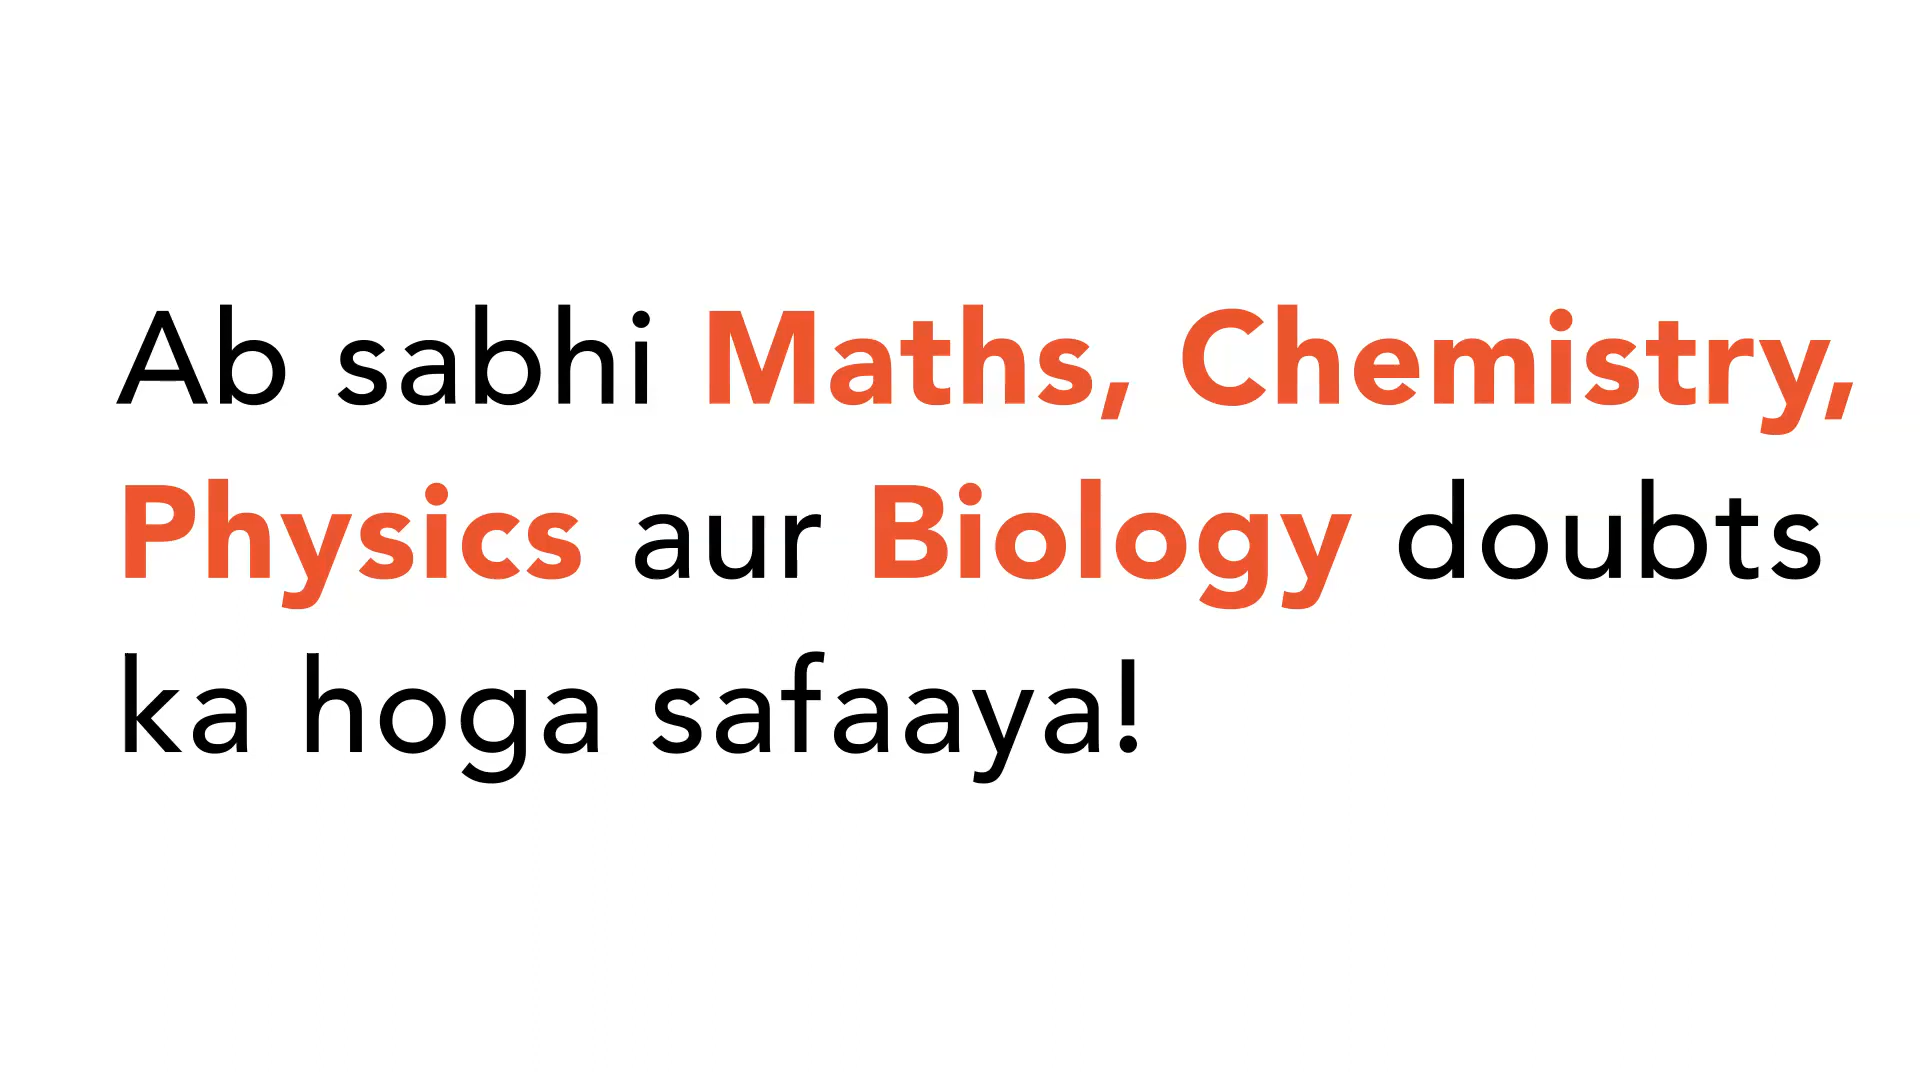 Ab sabhi Maths, Chemistry,
Physics aur Biology doubts
ka hoga safaaya!